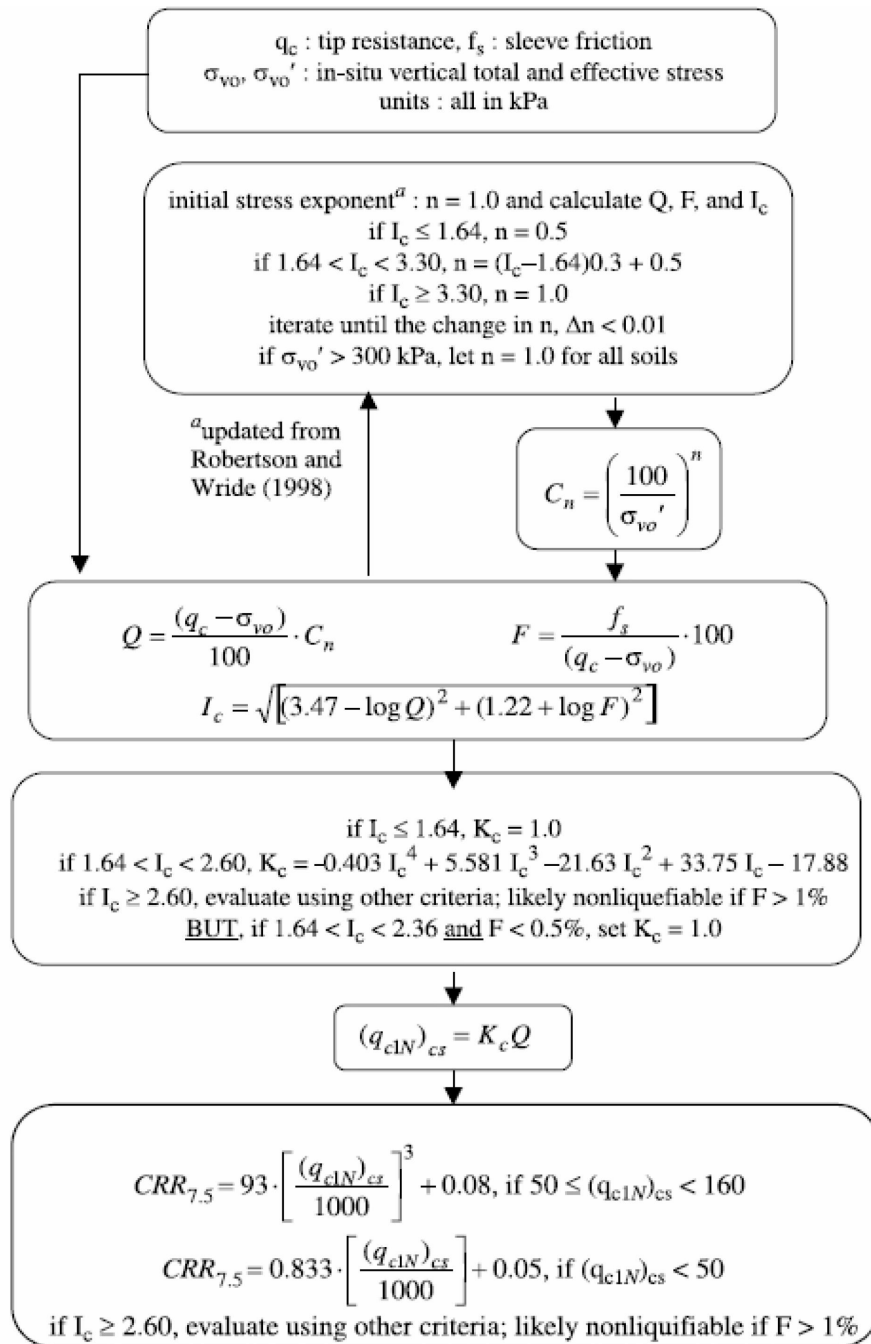 q_c : tip resistance, f_s : sleeve friction
σ_vo, σ_vo′ : in-situ vertical total and effective stress
units : all in kPa
initial stress exponent^a : n = 1.0 and calculate Q, F, and I_c
if I_c ≤ 1.64, n = 0.5
if 1.64 < I_c < 3.30, n = (I_c–1.64)0.3 + 0.5
if I_c ≥ 3.30, n = 1.0
iterate until the change in n, Δn < 0.01
if σ_vo′ > 300 kPa, let n = 1.0 for all soils
^a updated from
Robertson and
Wride (1998)
C_n = (100 / σ_vo′)^n
Q = (q_c − σ_vo) / 100 · C_n
F = f_s / (q_c − σ_vo) · 100
I_c = √[(3.47 − log Q)^2 + (1.22 + log F)^2]
if I_c ≤ 1.64, K_c = 1.0
if 1.64 < I_c < 2.60, K_c = –0.403 I_c^4 + 5.581 I_c^3 –21.63 I_c^2 + 33.75 I_c – 17.88
if I_c ≥ 2.60, evaluate using other criteria; likely nonliquefiable if F > 1%
BUT, if 1.64 < I_c < 2.36 and F < 0.5%, set K_c = 1.0
(q_c1N)_cs = K_c Q
CRR_7.5 = 93 · [(q_c1N)_cs / 1000]^3 + 0.08, if 50 ≤ (q_c1N)_cs < 160
CRR_7.5 = 0.833 · [(q_c1N)_cs / 1000] + 0.05, if (q_c1N)_cs < 50
if I_c ≥ 2.60, evaluate using other criteria; likely nonliquifiable if F > 1%